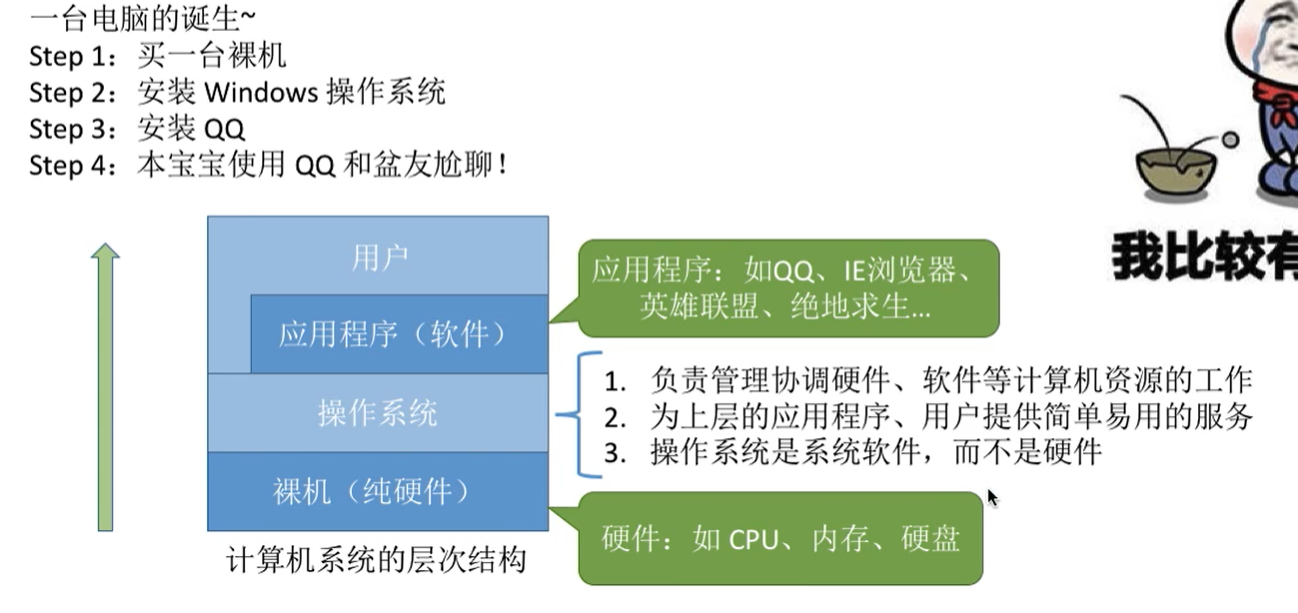 一台电脑的诞生~
Step 1：买一台裸机
Step 2：安装 Windows 操作系统
Step 3：安装 QQ
Step 4：本宝宝使用 QQ 和盆友尬聊！
用户
应用程序（软件）
操作系统
裸机（纯硬件）
计算机系统的层次结构
应用程序：如QQ、IE浏览器、
英雄联盟、绝地求生...
1. 负责管理协调硬件、软件等计算机资源的工作
2. 为上层的应用程序、用户提供简单易用的服务
3. 操作系统是系统软件，而不是硬件
硬件：如 CPU、内存、硬盘
我比较有